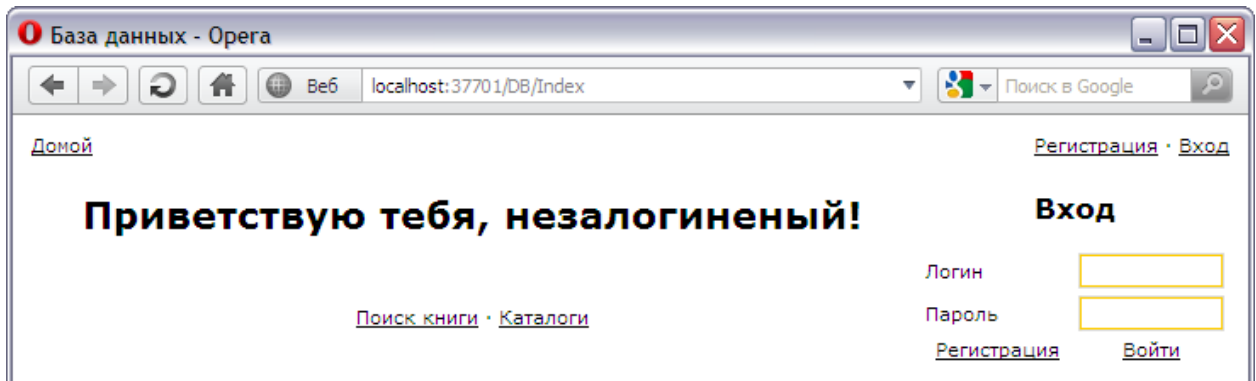 База данных - Opera
Веб localhost:37701/DB/Index Поиск в Google
Домой Регистрация · Вход
Приветствую тебя, незалогиненый!
Вход
Логин
Поиск книги · Каталоги
Пароль
Регистрация Войти